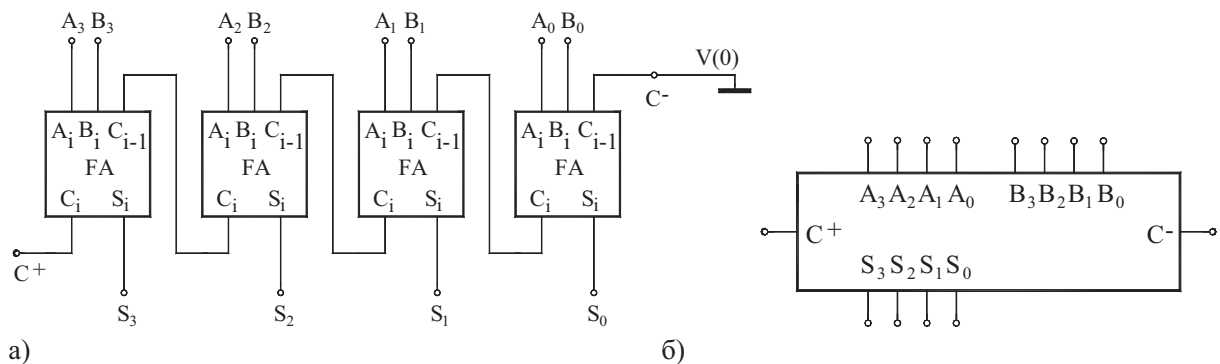 A₃ B₃ A₂ B₂ A₁ B₁ A₀ B₀
V(0)
C⁻
Aᵢ Bᵢ Cᵢ₋₁ Aᵢ Bᵢ Cᵢ₋₁ Aᵢ Bᵢ Cᵢ₋₁ Aᵢ Bᵢ Cᵢ₋₁
FA FA FA FA
Cᵢ Sᵢ Cᵢ Sᵢ Cᵢ Sᵢ Cᵢ Sᵢ
C⁺
S₃ S₂ S₁ S₀
а)
A₃ A₂ A₁ A₀ B₃ B₂ B₁ B₀
C⁺ C⁻
S₃ S₂ S₁ S₀
б)